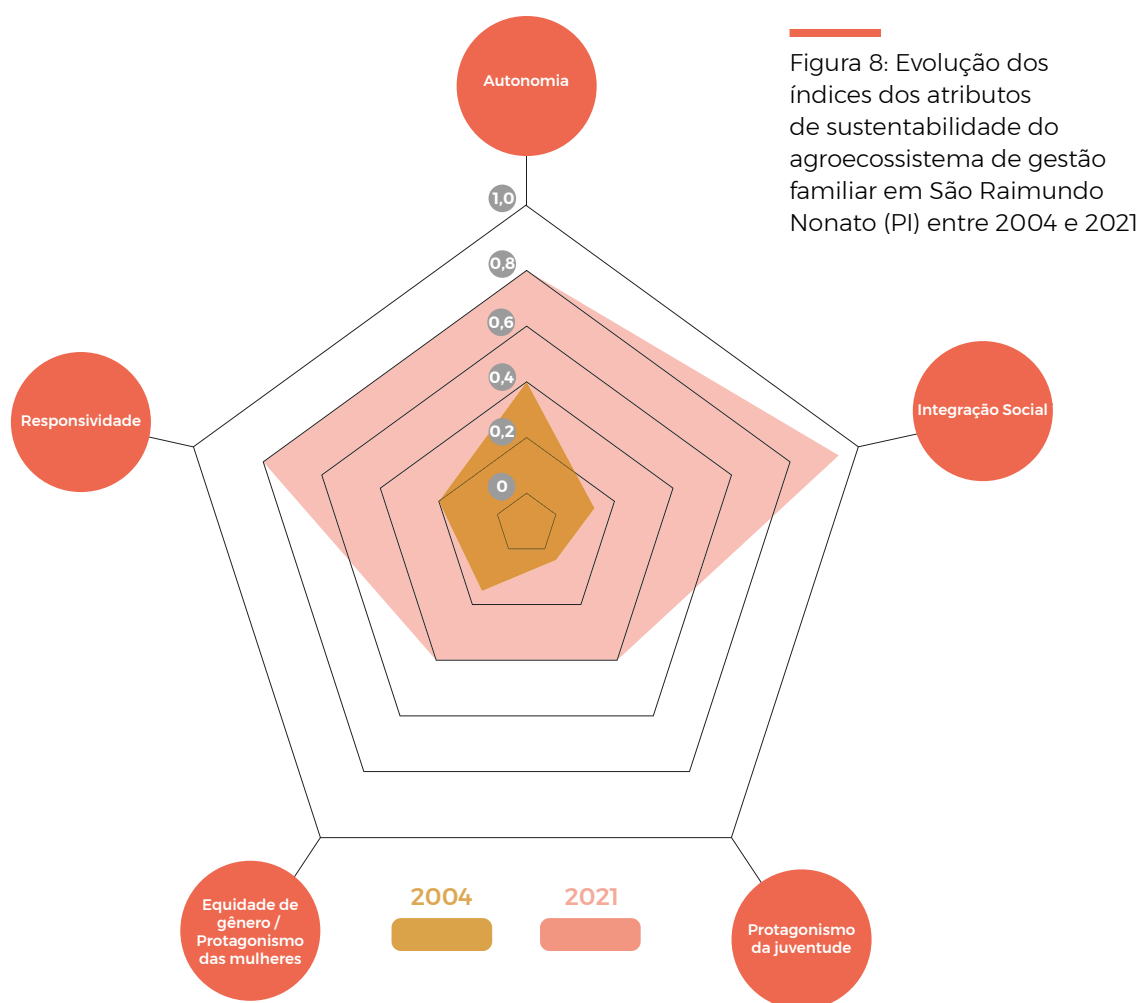 Figura 8: Evolução dos
índices dos atributos
de sustentabilidade do
agroecossistema de gestão
familiar em São Raimundo
Nonato (PI) entre 2004 e 2021
Autonomia
1,0
0,8
0,6
0,4
0,2
0
Responsividade
Integração Social
Equidade de
gênero /
Protagonismo
das mulheres
Protagonismo
da juventude
2004
2021